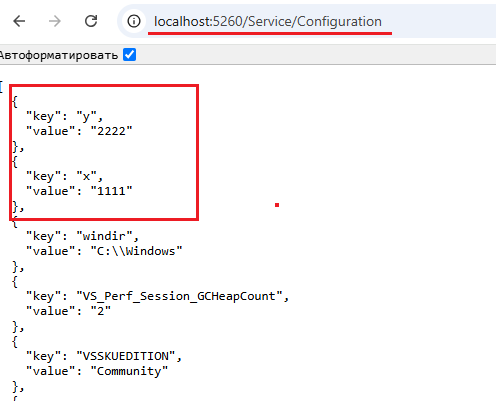 localhost:5260/Service/Configuration
Автоформатировать
[
{
"key": "y",
"value": "2222"
},
{
"key": "x",
"value": "1111"
},
{
"key": "windir",
"value": "C:\\Windows"
},
{
"key": "VS_Perf_Session_GCHeapCount",
"value": "2"
},
{
"key": "VSSKUEDITION",
"value": "Community"
},
{